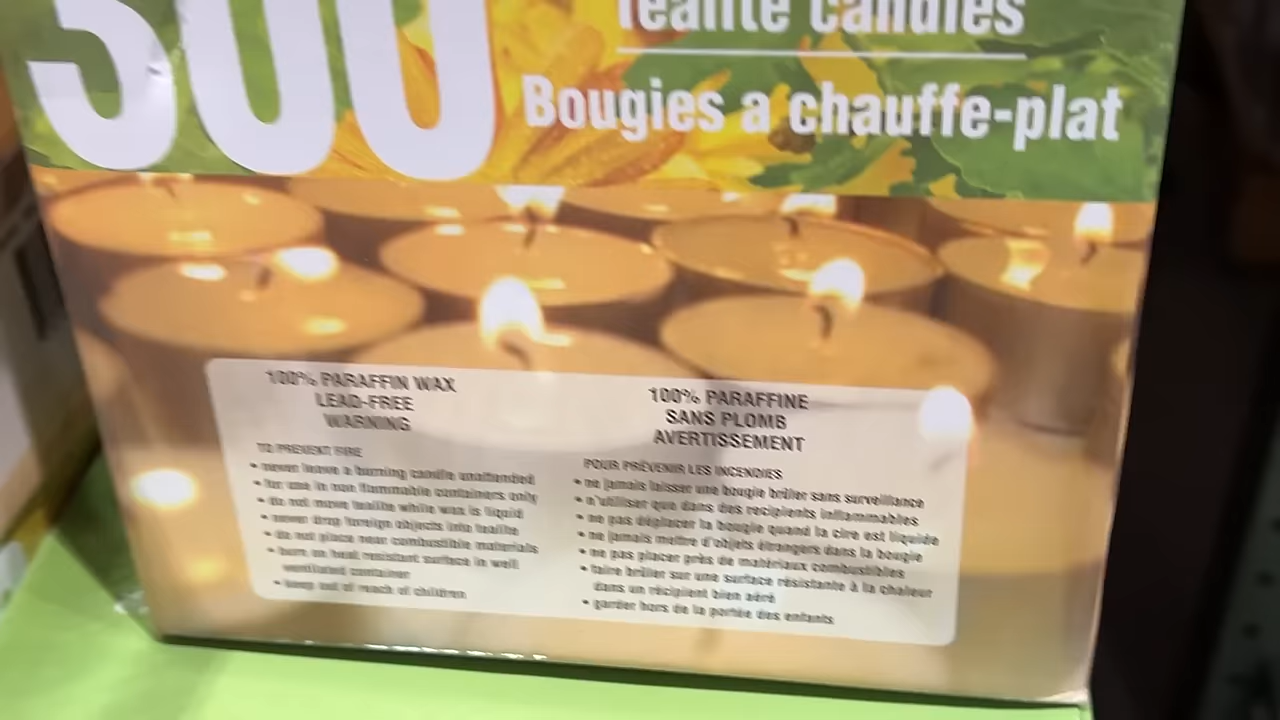 300
Tealite Candles
Bougies a chauffe-plat
100% PARAFFIN WAX
LEAD-FREE
WARNING
TO PREVENT FIRE
• never leave a burning candle unattended
• for use in non flammable containers only
• do not move tealite while wax is liquid
• never drop foreign objects into tealite
• do not place near combustible materials
• burn on heat resistant surface in well
ventilated container
• keep out of reach of children
100% PARAFFINE
SANS PLOMB
AVERTISSEMENT
POUR PRÉVENIR LES INCENDIES
• ne jamais laisser une bougie brûler sans surveillance
• n'utiliser que dans des recipients inflammables
• ne pas déplacer la bougie quand la cire est liquide
• ne jamais mettre d'objets étrangers dans la bougie
• ne pas placer près de matériaux combustibles
• faire brûler sur une surface résistante à la chaleur
dans un récipient bien aéré
• garder hors de la portée des enfants